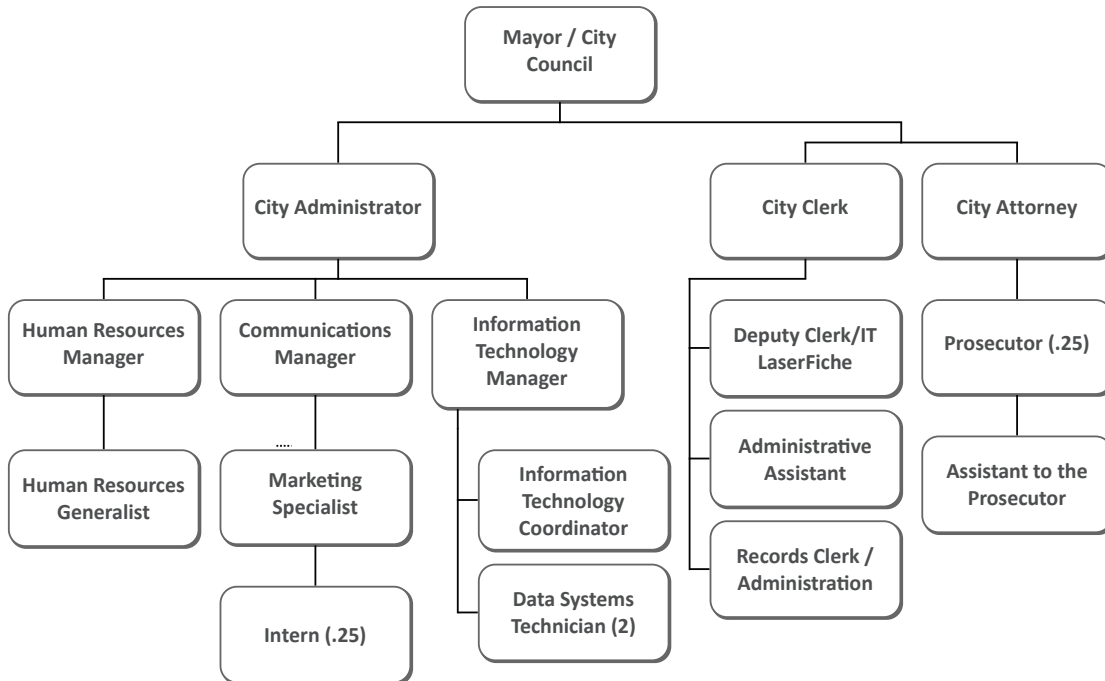 Mayor / City
Council
City Administrator
City Clerk
City Attorney
Human Resources
Manager
Communications
Manager
Information
Technology
Manager
Deputy Clerk/IT
LaserFiche
Prosecutor (.25)
Human Resources
Generalist
Marketing
Specialist
Information
Technology
Coordinator
Administrative
Assistant
Assistant to the
Prosecutor
Intern (.25)
Data Systems
Technician (2)
Records Clerk /
Administration